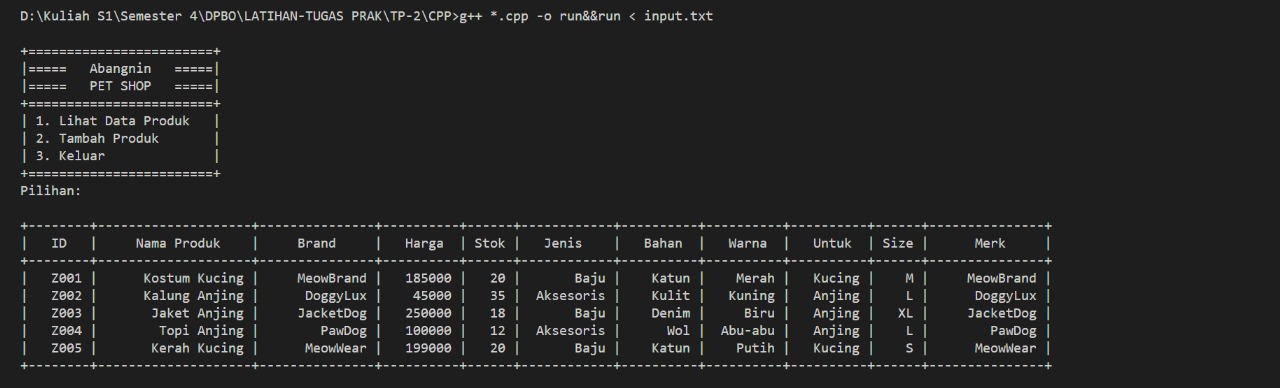 D:\Kuliah S1\Semester 4\DPBO\LATIHAN-TUGAS PRAK\TP-2\CPP>g++ *.cpp -o run&&run < input.txt
+========================+
|=====   Abangnin   =====|
|=====   PET SHOP   =====|
+========================+
| 1. Lihat Data Produk   |
| 2. Tambah Produk       |
| 3. Keluar              |
+========================+
Pilihan:
+--------+--------------------+---------------+----------+------+------------+----------+----------+----------+------+---------------+
|   ID   |     Nama Produk    |     Brand     |   Harga  | Stok |   Jenis    |   Bahan  |   Warna  |   Untuk  | Size |      Merk     |
+--------+--------------------+---------------+----------+------+------------+----------+----------+----------+------+---------------+
|   Z001 |      Kostum Kucing |     MeowBrand |   185000 |   20 |       Baju |    Katun |    Merah |   Kucing |    M |     MeowBrand |
|   Z002 |      Kalung Anjing |      DoggyLux |    45000 |   35 |  Aksesoris |    Kulit |   Kuning |   Anjing |    L |      DoggyLux |
|   Z003 |       Jaket Anjing |     JacketDog |   250000 |   18 |       Baju |    Denim |     Biru |   Anjing |   XL |     JacketDog |
|   Z004 |        Topi Anjing |        PawDog |   100000 |   12 |  Aksesoris |      Wol |  Abu-abu |   Anjing |    L |        PawDog |
|   Z005 |       Kerah Kucing |      MeowWear |   199000 |   20 |       Baju |    Katun |    Putih |   Kucing |    S |      MeowWear |
+--------+--------------------+---------------+----------+------+------------+----------+----------+----------+------+---------------+